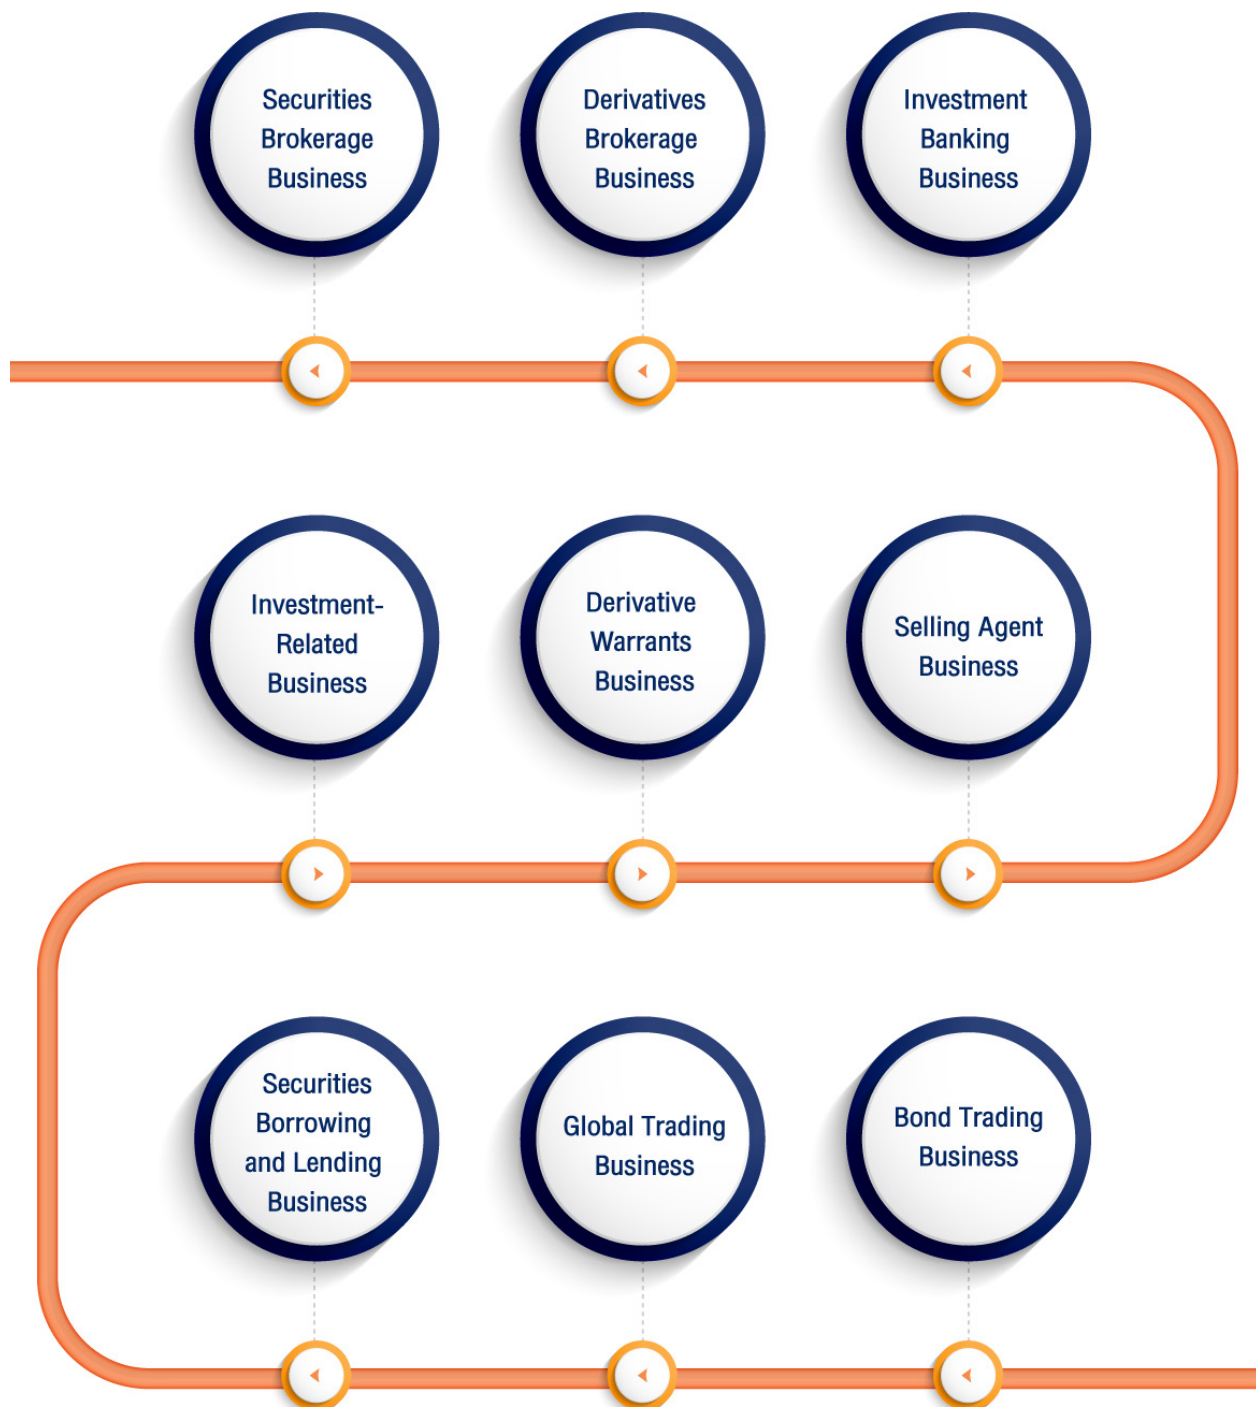 Securities
Brokerage
Business
Derivatives
Brokerage
Business
Investment
Banking
Business
Investment-
Related
Business
Derivative
Warrants
Business
Selling Agent
Business
Securities
Borrowing
and Lending
Business
Global Trading
Business
Bond Trading
Business